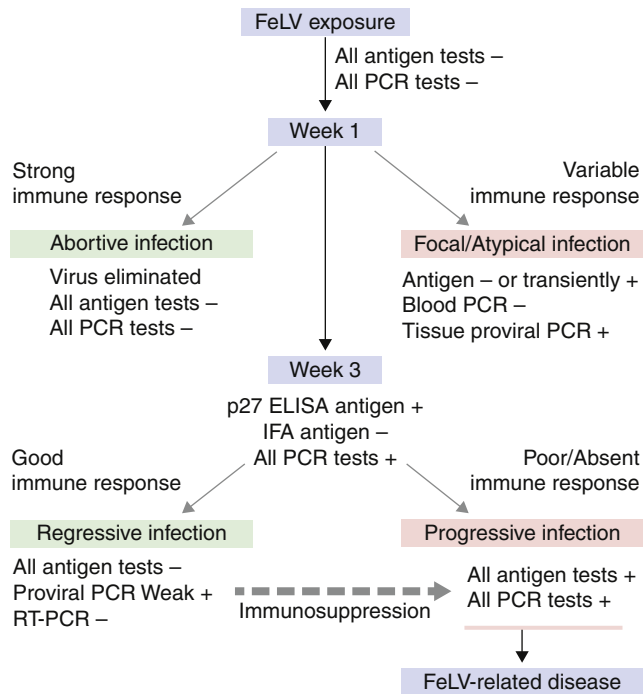 FeLV exposure
All antigen tests –
All PCR tests –
Week 1
Strong
immune response
Variable
immune response
Abortive infection
Virus eliminated
All antigen tests –
All PCR tests –
Focal/Atypical infection
Antigen – or transiently +
Blood PCR –
Tissue proviral PCR +
Week 3
p27 ELISA antigen +
IFA antigen –
All PCR tests +
Good
immune response
Poor/Absent
immune response
Regressive infection
All antigen tests –
Proviral PCR Weak +
RT-PCR –
Immunosuppression
Progressive infection
All antigen tests +
All PCR tests +
FeLV-related disease